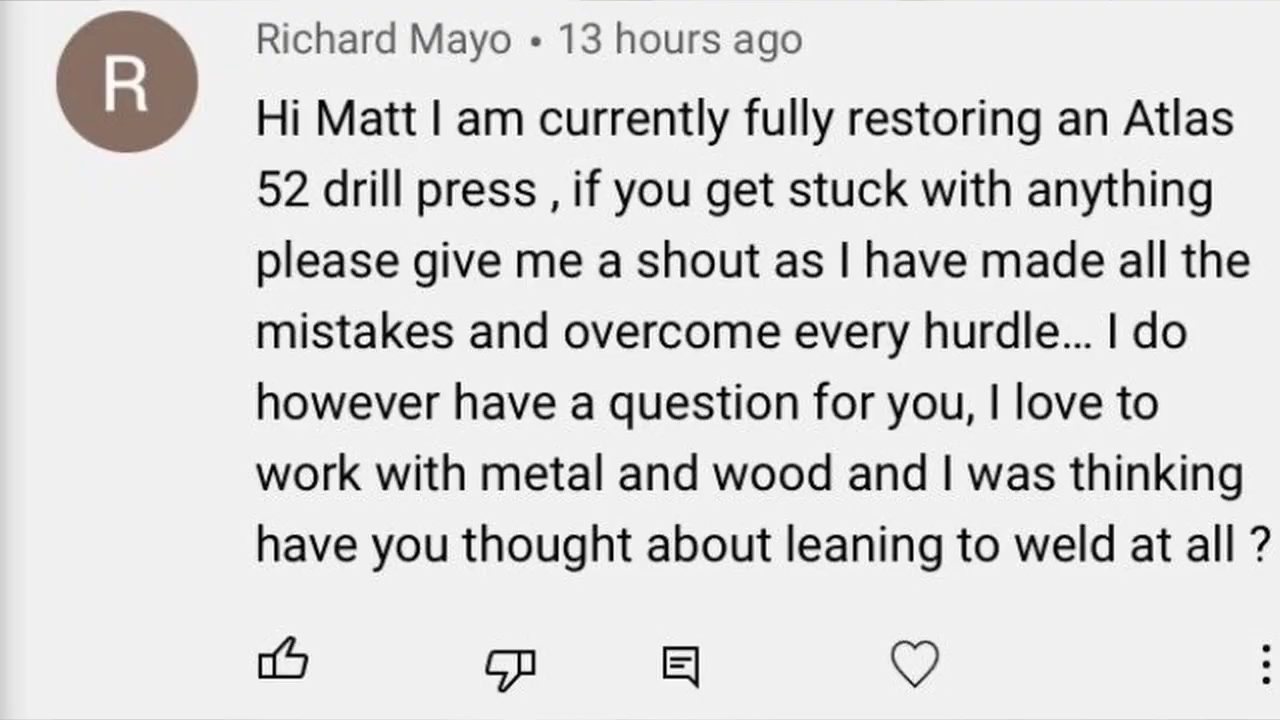 R
Richard Mayo • 13 hours ago
Hi Matt I am currently fully restoring an Atlas
52 drill press , if you get stuck with anything
please give me a shout as I have made all the
mistakes and overcome every hurdle... I do
however have a question for you, I love to
work with metal and wood and I was thinking
have you thought about leaning to weld at all ?